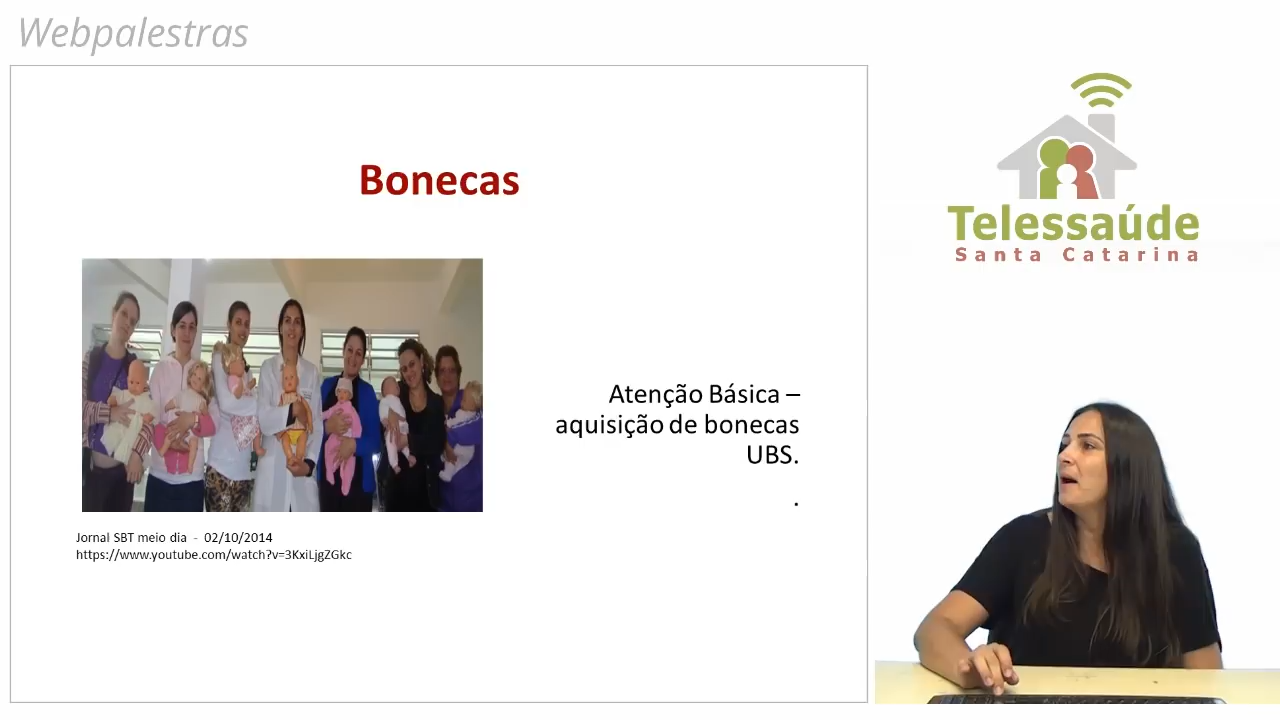 Webpalestras
Bonecas
Atenção Básica –
aquisição de bonecas
UBS.
.
Jornal SBT meio dia - 02/10/2014
https://www.youtube.com/watch?v=3KxiLjgZGkc
Telessaúde
Santa Catarina